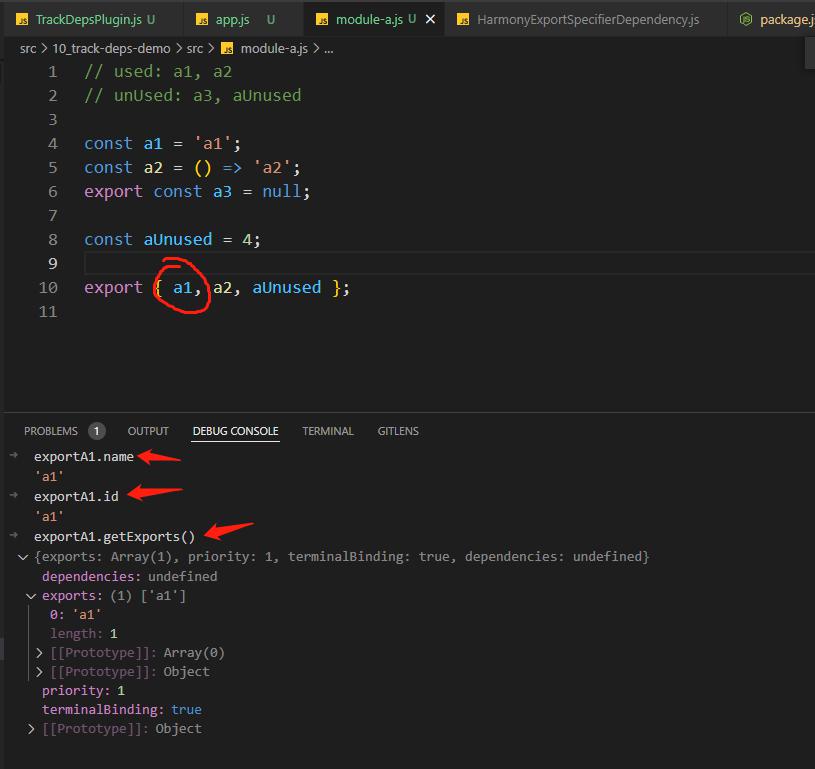 JS TrackDepsPlugin.js U JS app.js U JS module-a.js U JS HarmonyExportSpecifierDependency.js package.j
src > 10_track-deps-demo > src > JS module-a.js > ...
1 // used: a1, a2
2 // unUsed: a3, aUnused
3
4 const a1 = 'a1';
5 const a2 = () => 'a2';
6 export const a3 = null;
7
8 const aUnused = 4;
9
10 export { a1, a2, aUnused };
11
PROBLEMS 1 OUTPUT DEBUG CONSOLE TERMINAL GITLENS
exportA1.name
'a1'
exportA1.id
'a1'
exportA1.getExports()
{exports: Array(1), priority: 1, terminalBinding: true, dependencies: undefined}
dependencies: undefined
exports: (1) ['a1']
0: 'a1'
length: 1
[[Prototype]]: Array(0)
[[Prototype]]: Object
priority: 1
terminalBinding: true
[[Prototype]]: Object